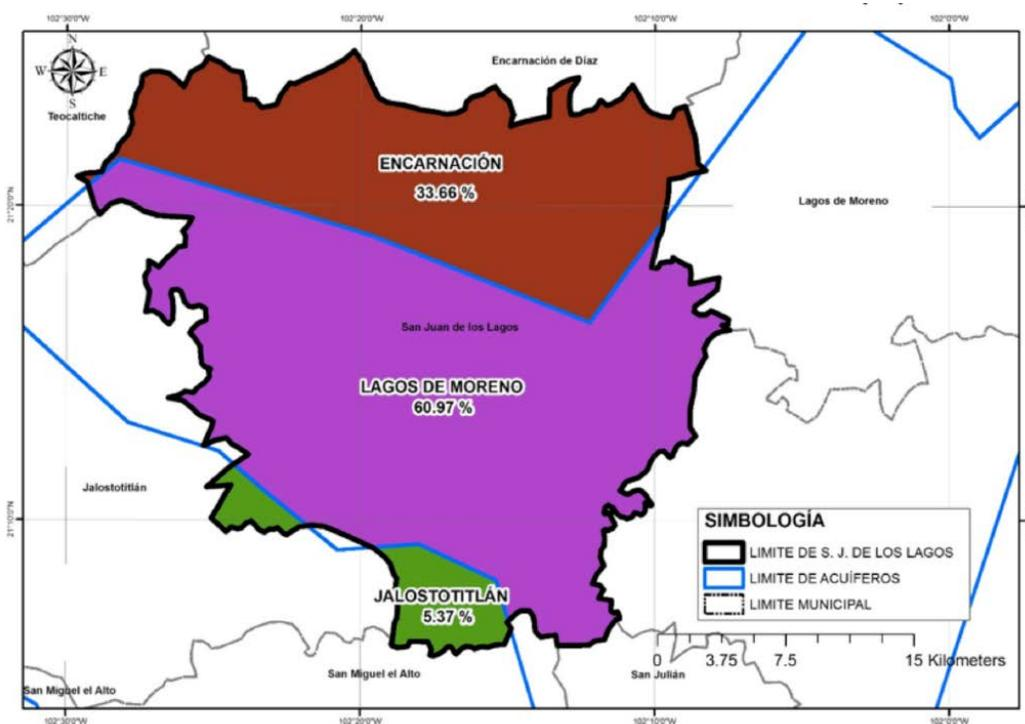 102°30'0"W 102°20'0"W 102°10'0"W 102°0'0"W
N
W E
S
Encarnación de Díaz
Teocaltiche
ENCARNACIÓN
33.66 %
21°20'0"N
Lagos de Moreno
San Juan de los Lagos
LAGOS DE MORENO
60.97 %
Jalostotitlán
21°10'0"N
SIMBOLOGÍA
LIMITE DE S. J. DE LOS LAGOS
LIMITE DE ACUÍFEROS
LIMITE MUNICIPAL
JALOSTOTITLÁN
5.37 %
0 3.75 7.5 15 Kilometers
San Miguel el Alto
San Julián
San Miguel el Alto
102°30'0"W 102°20'0"W 102°10'0"W 102°0'0"W